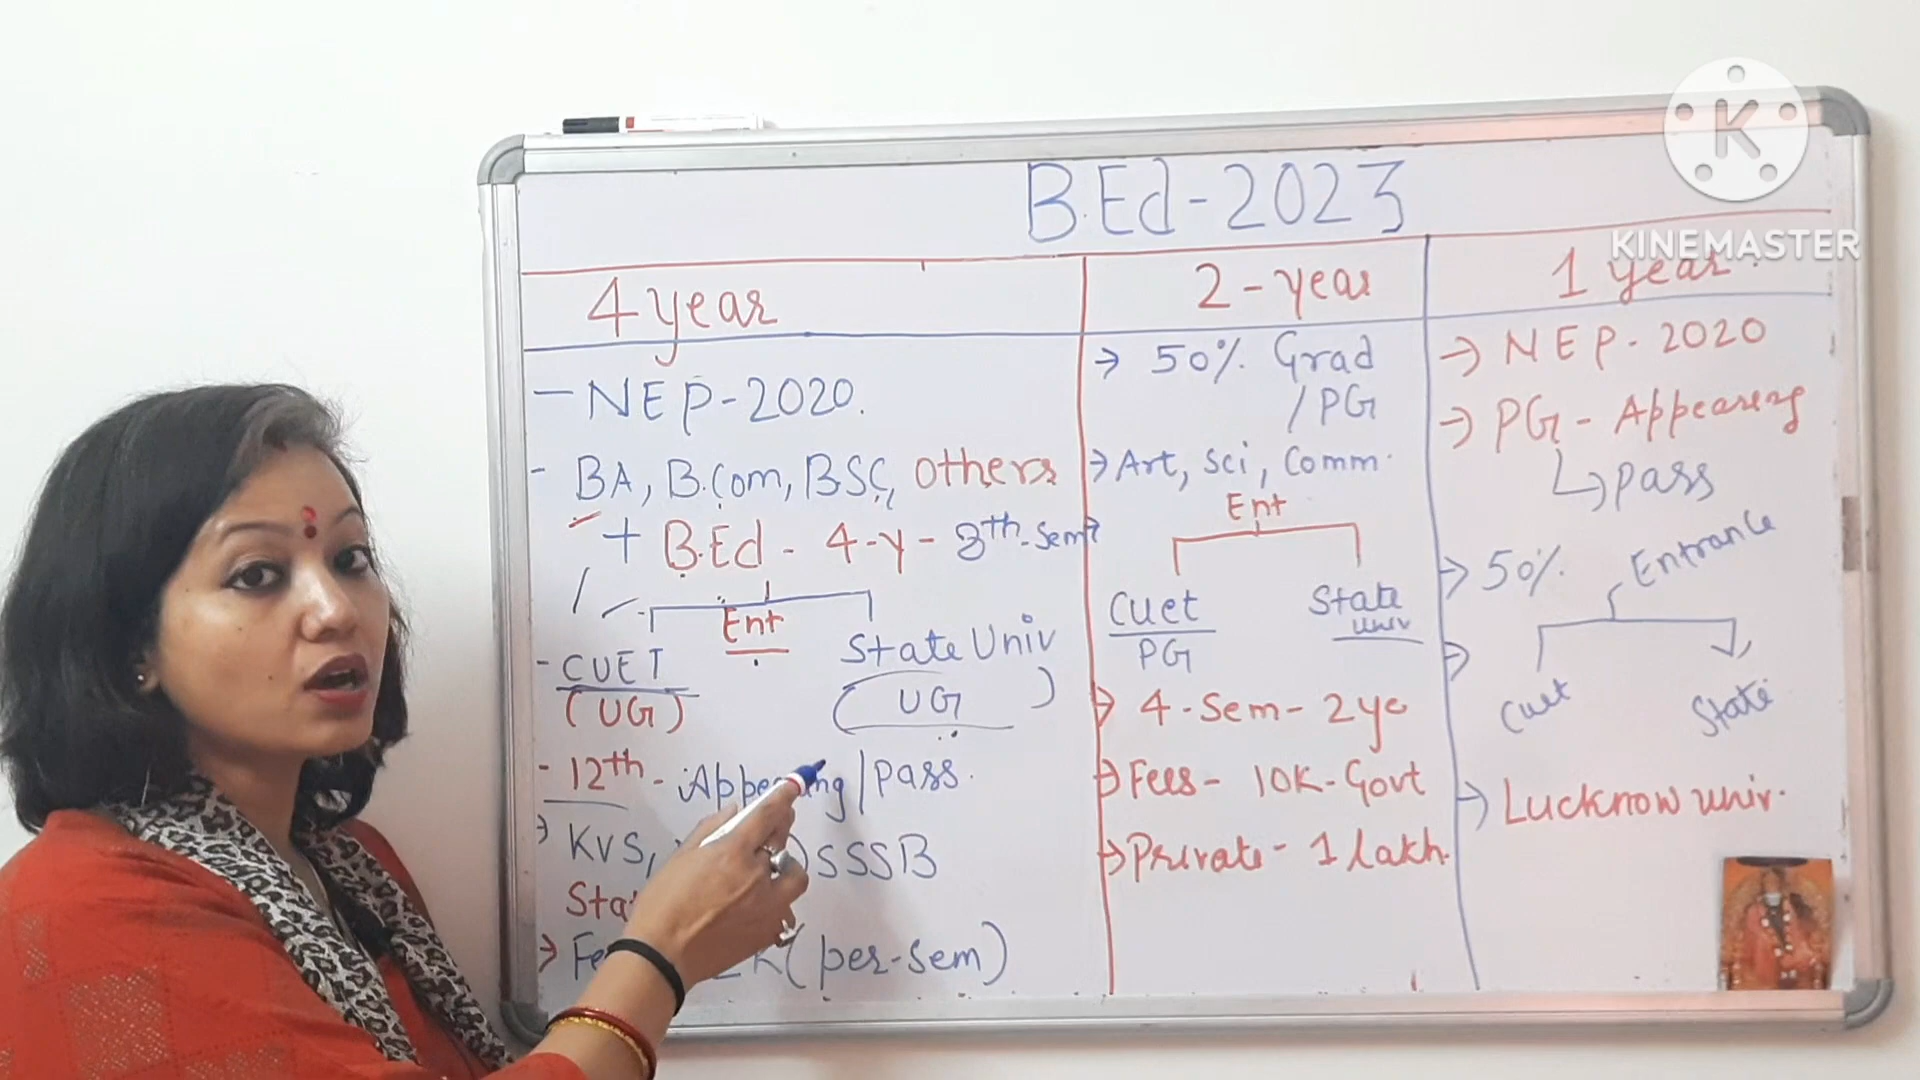 B.Ed-2023
4 year
- NEP-2020.
- BA, B.Com, BSC, others
+ B.Ed - 4-y - 8th-Sem
Ent
- CUET
(UG)
State Univ
(UG)
- 12th - Appearing/pass.
KVS, DSSSB
(per-sem)
2-year
→ 50% Grad
/PG
→ Art, Sci, Comm.
Ent
Cuet
PG
State
univ
→ 4-Sem-2ye
→ Fees - 10K-Govt
→ Private - 1 lakh.
1 year.
→ NEP-2020
→ PG - Appearing
↳ pass
→ 50%
Entrance
→
Cuet
State
→ Lucknow univ.
K
KINEMASTER